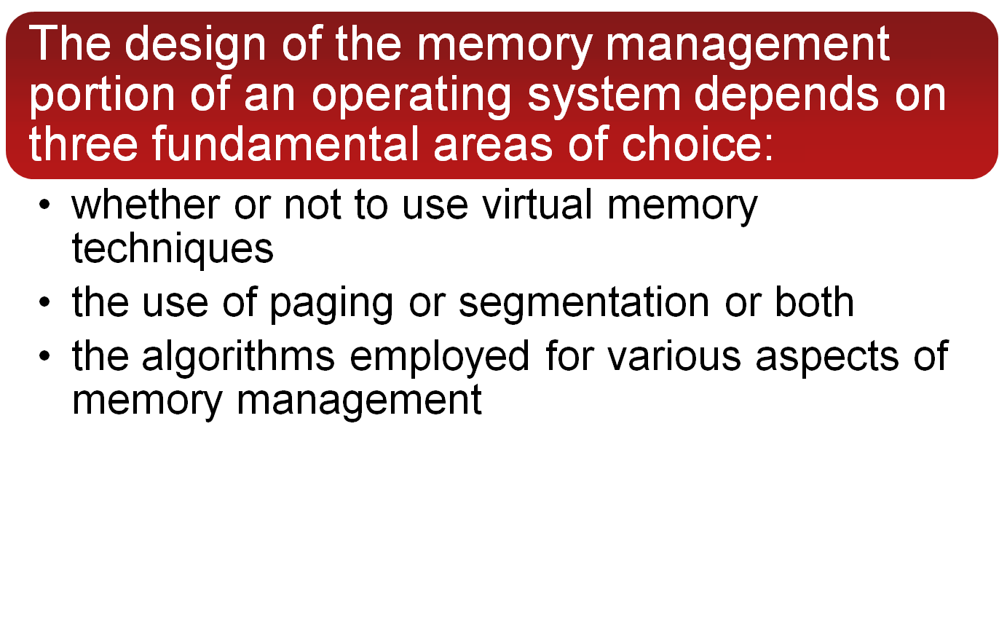 The design of the memory management
portion of an operating system depends on
three fundamental areas of choice:
• whether or not to use virtual memory
techniques
• the use of paging or segmentation or both
• the algorithms employed for various aspects of
memory management